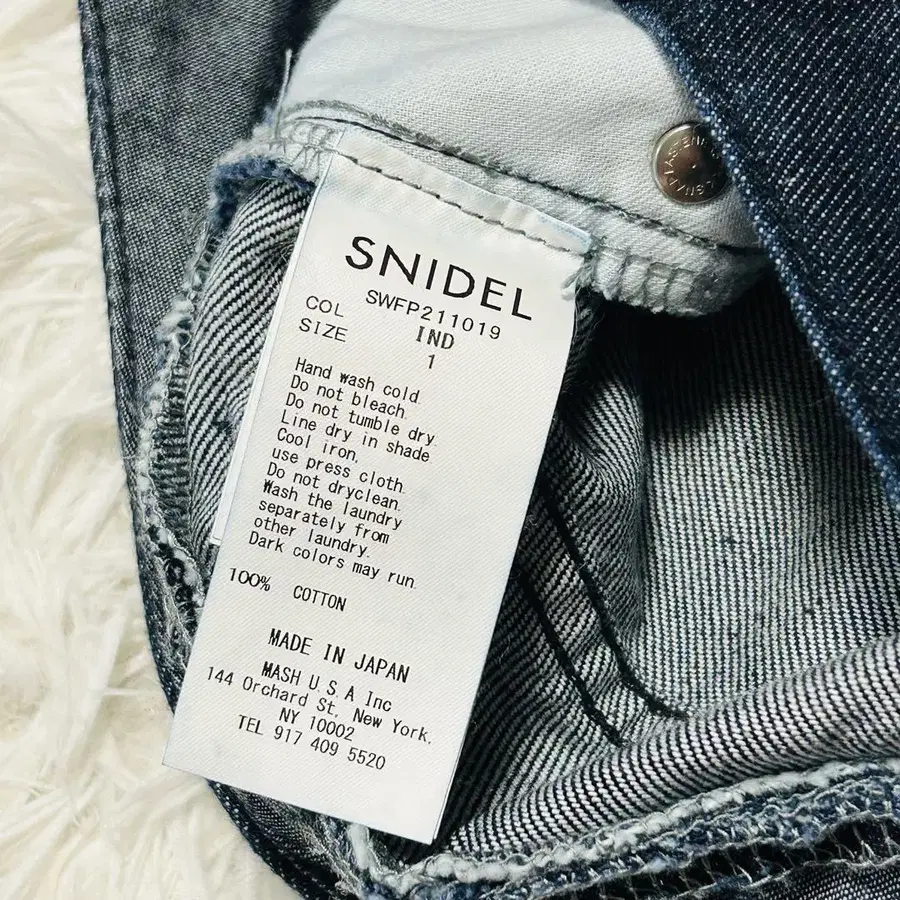 SNIDEL
SWFP211019
COL IND
SIZE 1
Hand wash cold.
Do not bleach.
Do not tumble dry.
Line dry in shade
Cool iron,
use press cloth.
Do not dryclean.
Wash the laundry
separately from
other laundry.
Dark colors may run.
100% COTTON
MADE IN JAPAN
MASH U.S.A Inc
144 Orchard St, New York,
NY 10002
TEL 917 409 5520